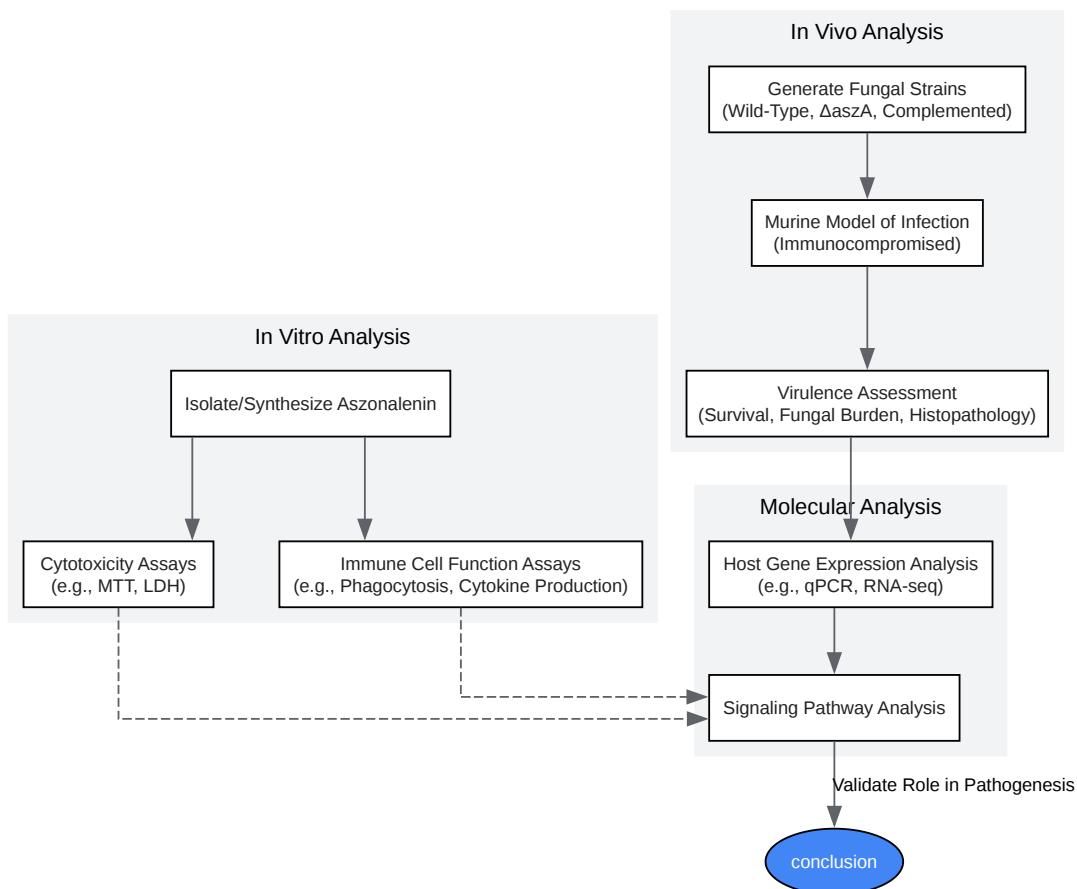 In Vivo Analysis
Generate Fungal Strains
(Wild-Type, ΔaszA, Complemented)
Murine Model of Infection
(Immunocompromised)
Virulence Assessment
(Survival, Fungal Burden, Histopathology)
In Vitro Analysis
Isolate/Synthesize Aszonalenin
Cytotoxicity Assays
(e.g., MTT, LDH)
Immune Cell Function Assays
(e.g., Phagocytosis, Cytokine Production)
Molecular Analysis
Host Gene Expression Analysis
(e.g., qPCR, RNA-seq)
Signaling Pathway Analysis
Validate Role in Pathogenesis
conclusion